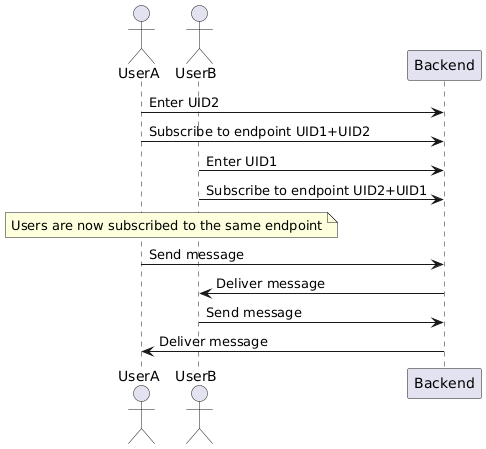 UserA
UserB
Backend
Enter UID2
Subscribe to endpoint UID1+UID2
Enter UID1
Subscribe to endpoint UID2+UID1
Users are now subscribed to the same endpoint
Send message
Deliver message
Send message
Deliver message
UserA
UserB
Backend